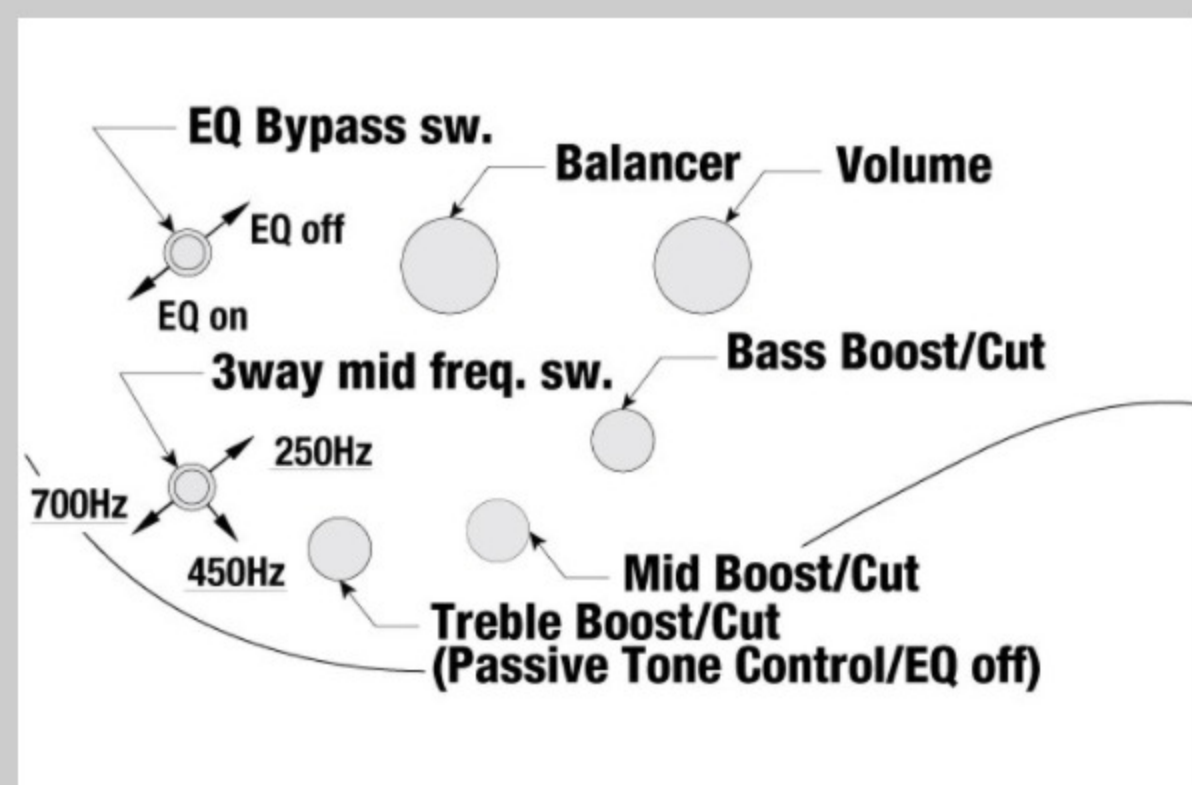 EQ Bypass sw.
Balancer
Volume
EQ off
EQ on
Bass Boost/Cut
3way mid freq. sw.
250Hz
700Hz
450Hz
Mid Boost/Cut
Treble Boost/Cut
(Passive Tone Control/EQ off)